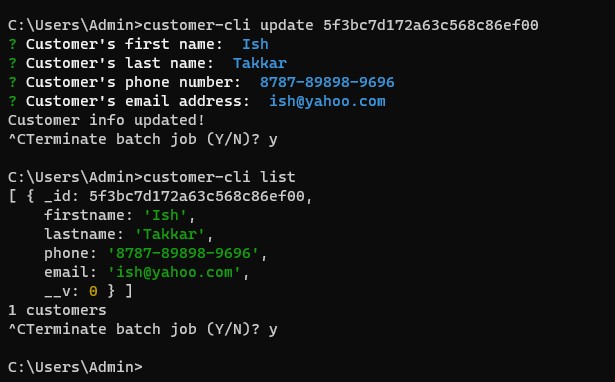 C:\Users\Admin>customer-cli update 5f3bc7d172a63c568c86ef00
? Customer's first name:  Ish
? Customer's last name:  Takkar
? Customer's phone number:  8787-89898-9696
? Customer's email address:  ish@yahoo.com
Customer info updated!
^CTerminate batch job (Y/N)? y

C:\Users\Admin>customer-cli list
[ { _id: 5f3bc7d172a63c568c86ef00,
    firstname: 'Ish',
    lastname: 'Takkar',
    phone: '8787-89898-9696',
    email: 'ish@yahoo.com',
    __v: 0 } ]
1 customers
^CTerminate batch job (Y/N)? y

C:\Users\Admin>